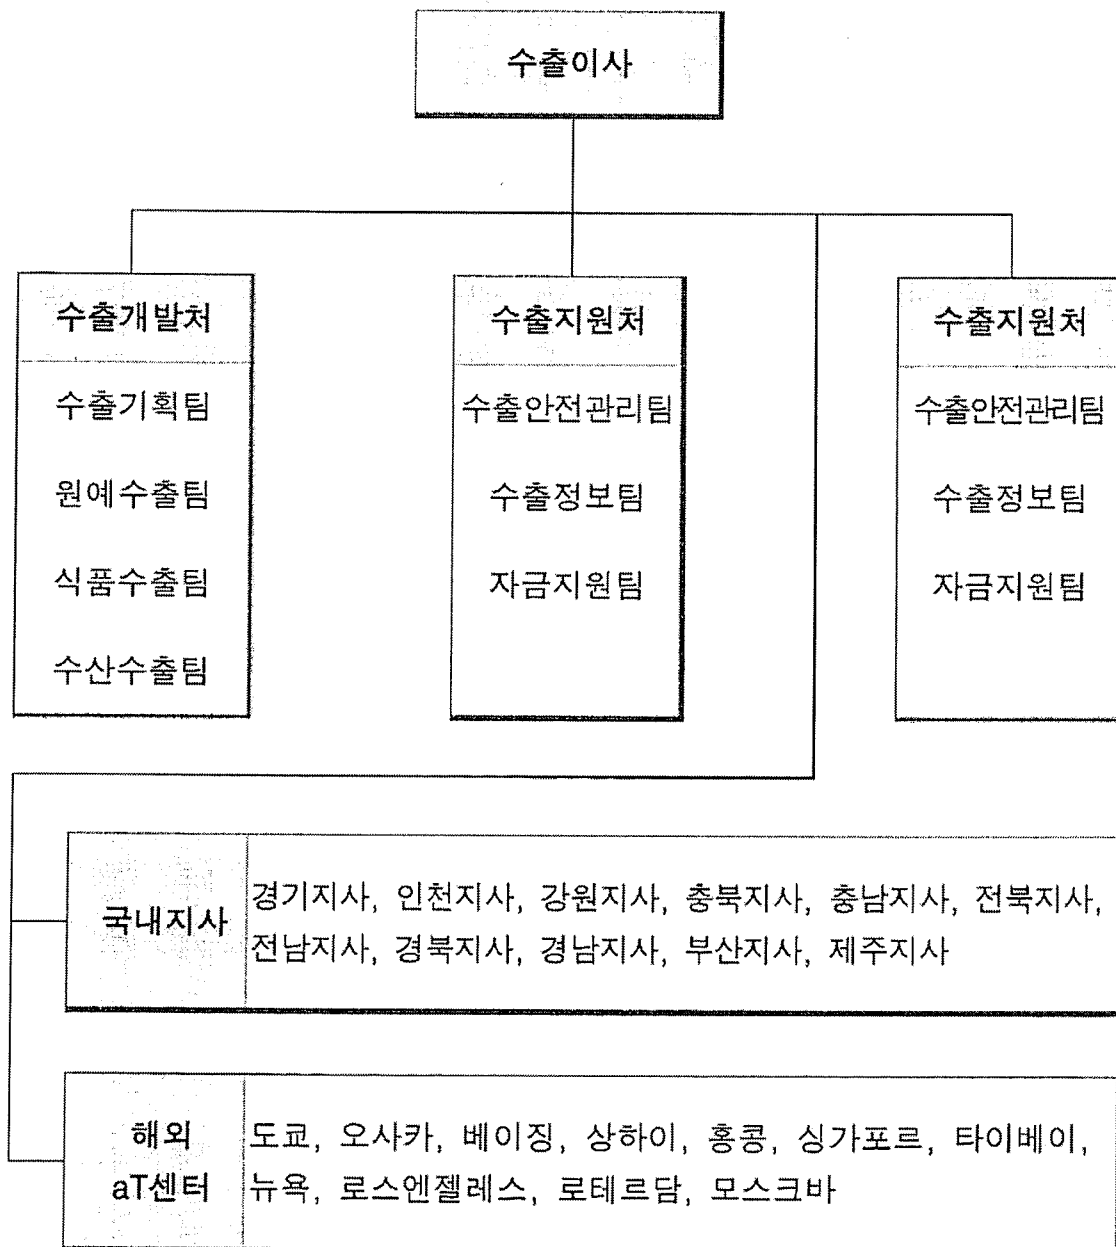 수출이사
수출개발처
수출기획팀
원예수출팀
식품수출팀
수산수출팀
수출지원처
수출안전관리팀
수출정보팀
자금지원팀
수출지원처
수출안전관리팀
수출정보팀
자금지원팀
국내지사
경기지사, 인천지사, 강원지사, 충북지사, 충남지사, 전북지사,
전남지사, 경북지사, 경남지사, 부산지사, 제주지사
해외
aT센터
도쿄, 오사카, 베이징, 상하이, 홍콩, 싱가포르, 타이베이,
뉴욕, 로스엔젤레스, 로테르담, 모스크바